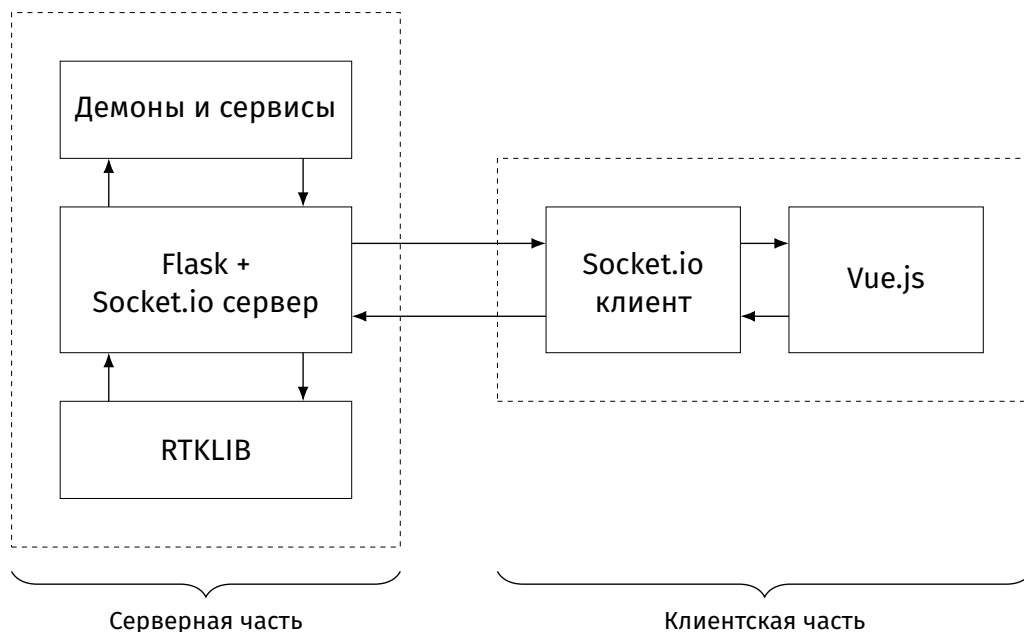 Демоны и сервисы
Flask +
Socket.io сервер
RTKLIB
Socket.io
клиент
Vue.js
Серверная часть
Клиентская часть